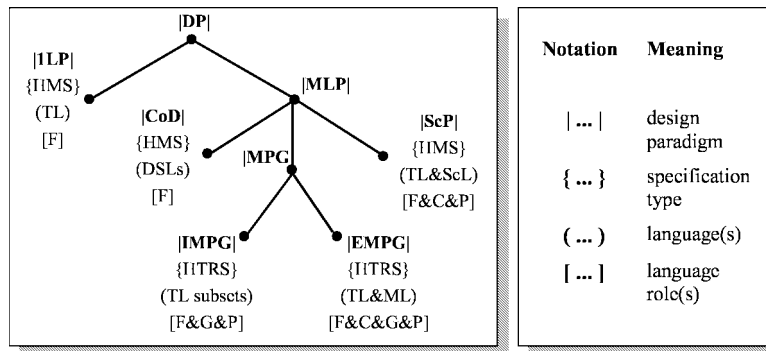 |DP|
|1LP|
{HMS}
(TL)
[F]
|MLP|
|CoD|
{HMS}
(DSLs)
[F]
|MPG|
|ScP|
{HMS}
(TL&ScL)
[F&C&P]
|IMPG|
{HTRS}
(TL subsets)
[F&G&P]
|EMPG|
{HTRS}
(TL&ML)
[F&C&G&P]
Notation Meaning
| ... | design
paradigm
{ ... } specification
type
( ... ) language(s)
[ ... ] language
role(s)